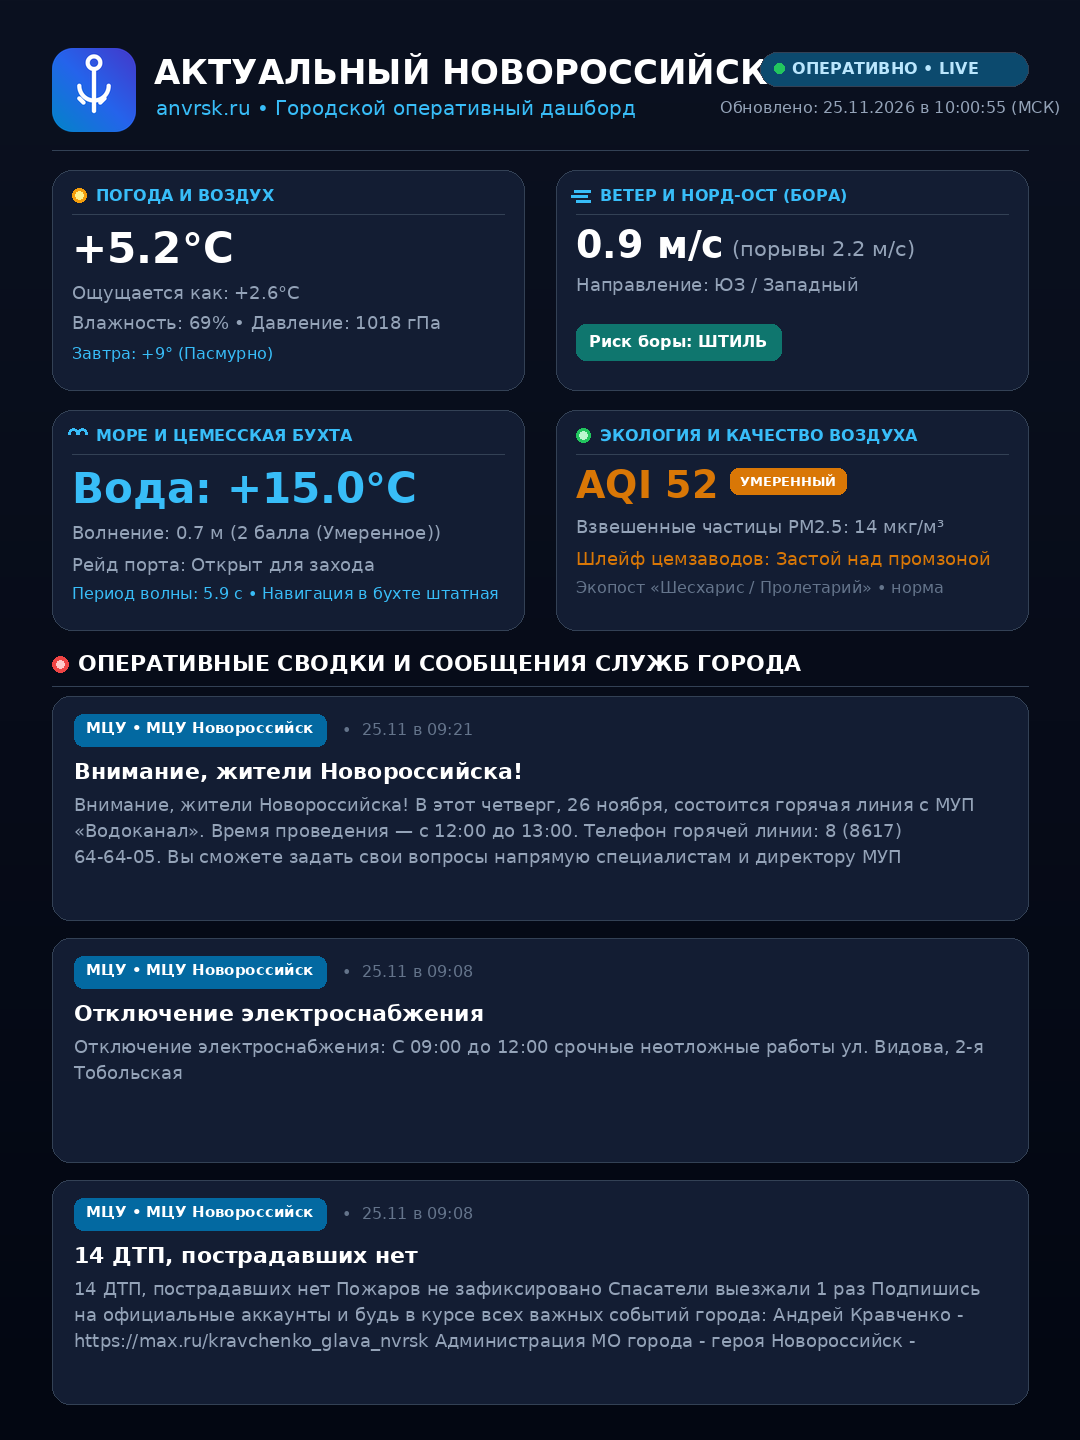 АКТУАЛЬНЫЙ НОВОРОССИЙСК
ОПЕРАТИВНО • LIVE
anvrsk.ru • Городской оперативный дашборд
Обновлено: 25.11.2026 в 10:00:55 (МСК)
ПОГОДА И ВОЗДУХ
+5.2°C
Ощущается как: +2.6°C
Влажность: 69% • Давление: 1018 гПа
Завтра: +9° (Пасмурно)
ВЕТЕР И НОРД-ОСТ (БОРА)
0.9 м/с (порывы 2.2 м/с)
Направление: ЮЗ / Западный
Риск боры: ШТИЛЬ
МОРЕ И ЦЕМЕССКАЯ БУХТА
Вода: +15.0°C
Волнение: 0.7 м (2 балла (Умеренное))
Рейд порта: Открыт для захода
Период волны: 5.9 с • Навигация в бухте штатная
ЭКОЛОГИЯ И КАЧЕСТВО ВОЗДУХА
AQI 52 УМЕРЕННЫЙ
Взвешенные частицы PM2.5: 14 мкг/м³
Шлейф цемзаводов: Застой над промзоной
Экопост «Шесхарис / Пролетарий» • норма
ОПЕРАТИВНЫЕ СВОДКИ И СООБЩЕНИЯ СЛУЖБ ГОРОДА
МЦУ • МЦУ Новороссийск • 25.11 в 09:21
Внимание, жители Новороссийска!
Внимание, жители Новороссийска! В этот четверг, 26 ноября, состоится горячая линия с МУП
«Водоканал». Время проведения — с 12:00 до 13:00. Телефон горячей линии: 8 (8617)
64-64-05. Вы сможете задать свои вопросы напрямую специалистам и директору МУП
МЦУ • МЦУ Новороссийск • 25.11 в 09:08
Отключение электроснабжения
Отключение электроснабжения: С 09:00 до 12:00 срочные неотложные работы ул. Видова, 2-я
Тобольская
МЦУ • МЦУ Новороссийск • 25.11 в 09:08
14 ДТП, пострадавших нет
14 ДТП, пострадавших нет Пожаров не зафиксировано Спасатели выезжали 1 раз Подпишись
на официальные аккаунты и будь в курсе всех важных событий города: Андрей Кравченко -
https://max.ru/kravchenko_glava_nvrsk Администрация МО города - героя Новороссийск -